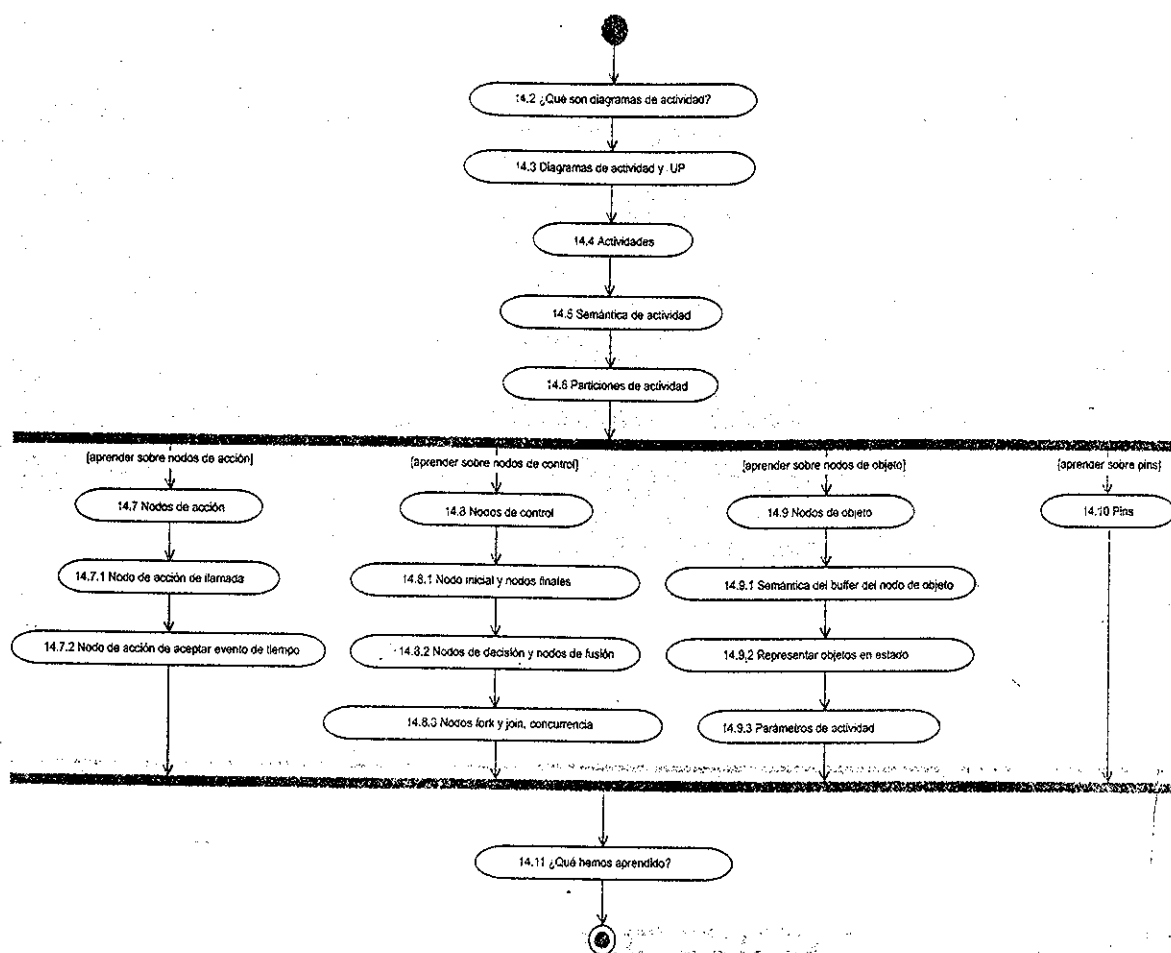 14.2 ¿Qué son diagramas de actividad?
14.3 Diagramas de actividad y UP
14.4 Actividades
14.5 Semántica de actividad
14.6 Particiones de actividad
[aprender sobre nodos de acción]
[aprender sobre nodos de control]
[aprender sobre nodos de objeto]
[aprender sobre pins]
14.7 Nodos de acción
14.8 Nodos de control
14.9 Nodos de objeto
14.10 Pins
14.7.1 Nodo de acción de llamada
14.8.1 Nodo inicial y nodos finales
14.9.1 Semántica del buffer del nodo de objeto
14.7.2 Nodo de acción de aceptar evento de tiempo
14.8.2 Nodos de decisión y nodos de fusión
14.9.2 Representar objetos en estado
14.8.3 Nodos fork y join, concurrencia
14.9.3 Parámetros de actividad
14.11 ¿Qué hemos aprendido?